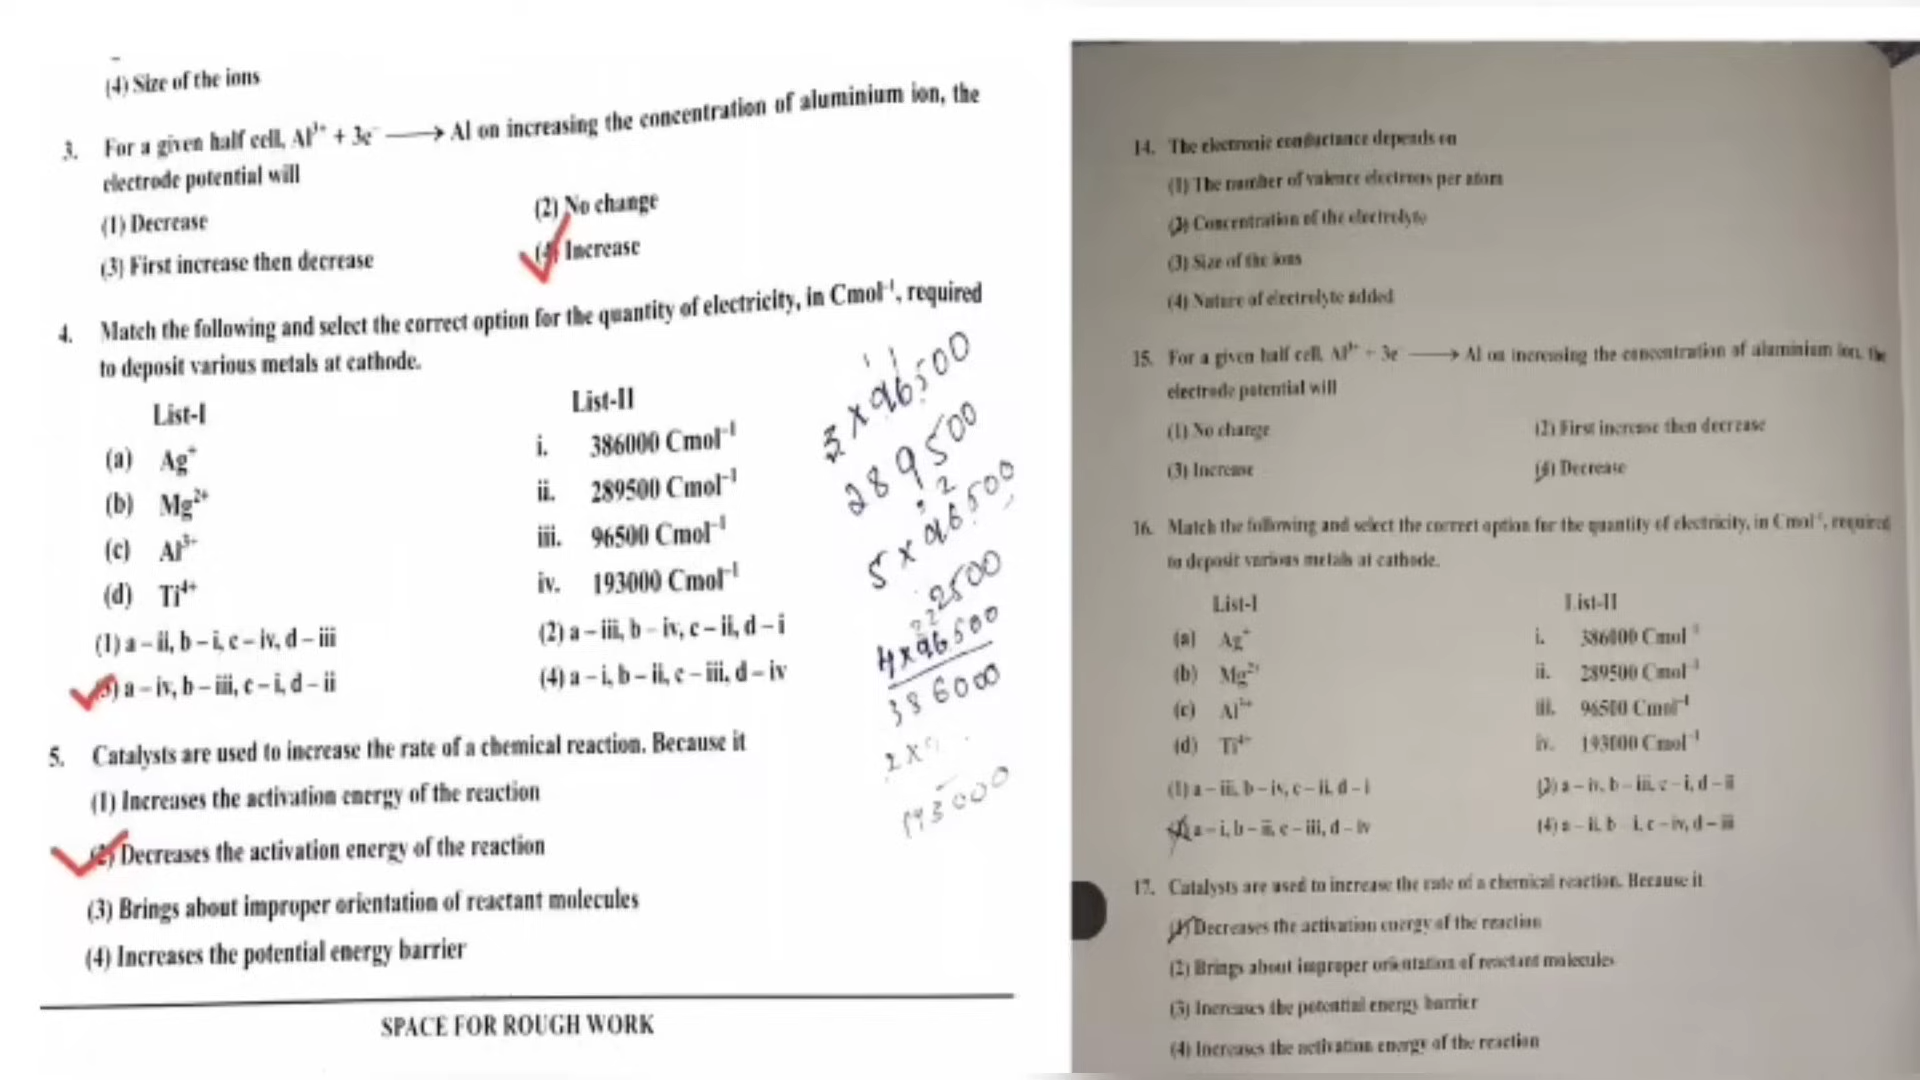 (4) Size of the ions
3. For a given half cell, Al³⁺ + 3e⁻ ⟶ Al on increasing the concentration of aluminium ion, the
electrode potential will
(1) Decrease
(2) No change
(3) First increase then decrease
(4) Increase
4. Match the following and select the correct option for the quantity of electricity, in Cmol⁻¹, required
to deposit various metals at cathode.
List-I List-II
(a) Ag⁺ i. 386000 Cmol⁻¹
(b) Mg²⁺ ii. 289500 Cmol⁻¹
(c) Al³⁺ iii. 96500 Cmol⁻¹
(d) Ti⁴⁺ iv. 193000 Cmol⁻¹
(1) a – ii, b – i, c – iv, d – iii (2) a – iii, b – iv, c – ii, d – i
(3) a – iv, b – iii, c – i, d – ii (4) a – i, b – ii, c – iii, d – iv
3 × 96500
289500
5 × 96500
2500
4×96500
386000
2×
193000
5. Catalysts are used to increase the rate of a chemical reaction. Because it
(1) Increases the activation energy of the reaction
(2) Decreases the activation energy of the reaction
(3) Brings about improper orientation of reactant molecules
(4) Increases the potential energy barrier
SPACE FOR ROUGH WORK
14. The electronic conductance depends on
(1) The number of valence electrons per atom
(2) Concentration of the electrolyte
(3) Size of the ions
(4) Nature of electrolyte added
15. For a given half cell, Al³⁺ + 3e ⟶ Al on increasing the concentration of aluminium ion, the
electrode potential will
(1) No change (2) First increase then decrease
(3) Increase (4) Decrease
16. Match the following and select the correct option for the quantity of electricity, in Cmol⁻¹, required
to deposit various metals at cathode.
List-I List-II
(a) Ag⁺ i. 386000 Cmol⁻¹
(b) Mg²⁺ ii. 289500 Cmol⁻¹
(c) Al³⁺ iii. 96500 Cmol⁻¹
(d) Ti⁴⁺ iv. 193000 Cmol⁻¹
(1) a – iii, b – iv, c – ii, d – i (2) a – iv, b – iii, c – i, d – ii
(3) a – i, b – ii, c – iii, d – iv (4) a – ii, b – i, c – iv, d – iii
17. Catalysts are used to increase the rate of a chemical reaction. Because it
(1) Decreases the activation energy of the reaction
(2) Brings about improper orientation of reactant molecules
(3) Increases the potential energy barrier
(4) Increases the activation energy of the reaction